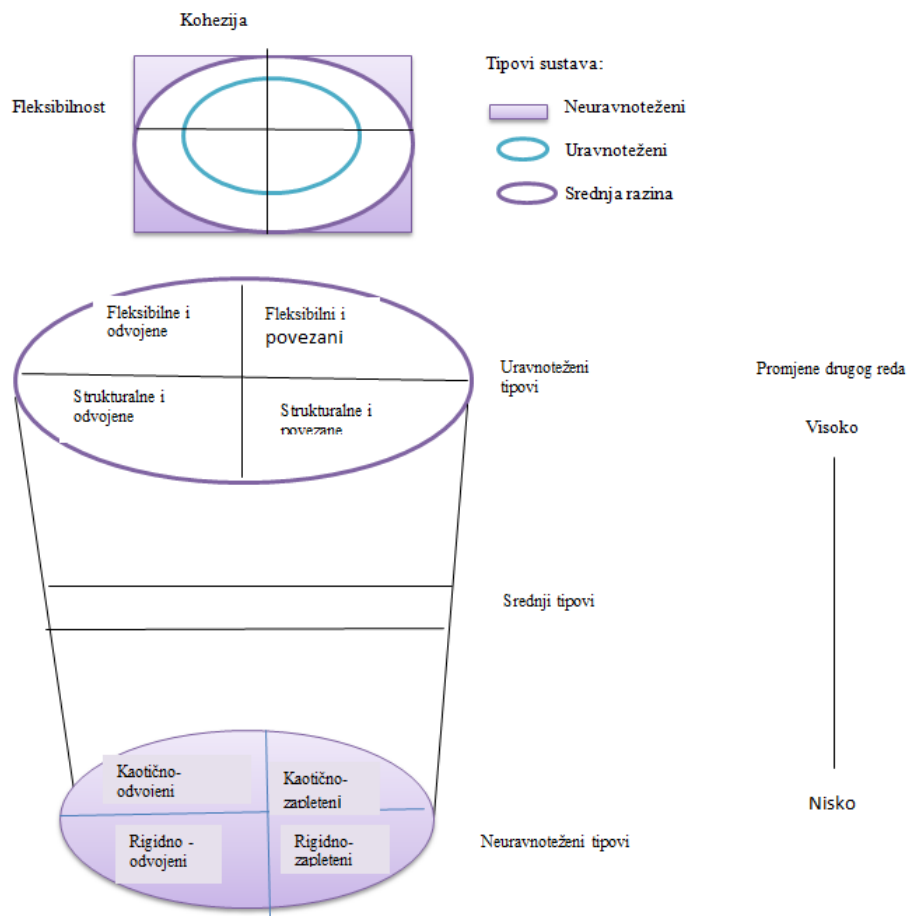 Kohezija
Fleksibilnost
Tipovi sustava:
Neuravnoteženi
Uravnoteženi
Srednja razina
Fleksibilne i
odvojene
Fleksibilni i
povezani
Strukturalne i
odvojene
Strukturalne i
povezane
Uravnoteženi
tipovi
Promjene drugog reda
Visoko
Srednji tipovi
Kaotično-
odvojeni
Kaotično-
zapleteni
Rigidno -
odvojeni
Rigidno-
zapleteni
Nisko
Neuravnoteženi tipovi